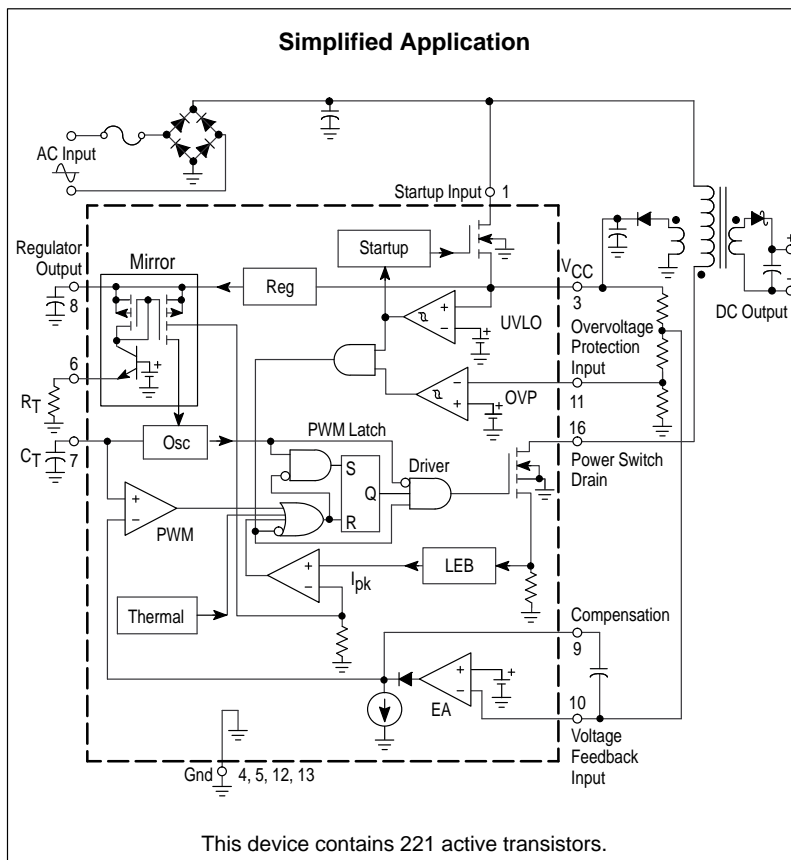 Simplified Application
AC Input
Startup Input
1
Regulator
Output
8
Mirror
Startup
Reg
VCC
3
UVLO
DC Output
+
−
Overvoltage
Protection
Input
11
OVP
6
RT
CT
7
Osc
PWM Latch
S
Q
R
Driver
16
Power Switch
Drain
+
−
PWM
Ipk
LEB
Thermal
Compensation
9
EA
10
Voltage
Feedback
Input
Gnd
4, 5, 12, 13
This device contains 221 active transistors.